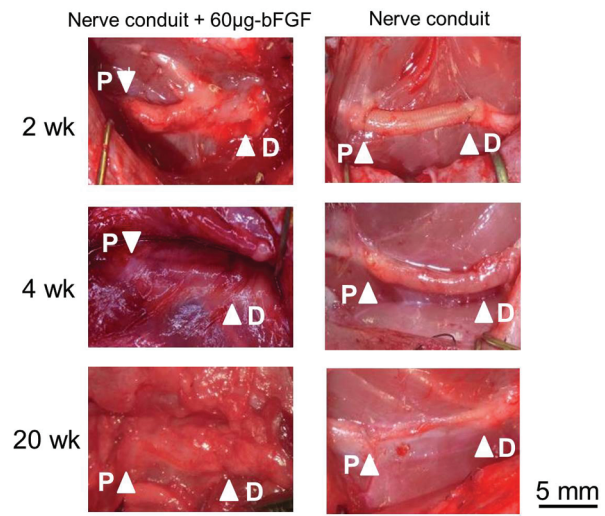 Nerve conduit + 60μg-bFGF
Nerve conduit
2 wk
P
D
P
D
4 wk
P
D
P
D
20 wk
P
D
P
D
5 mm